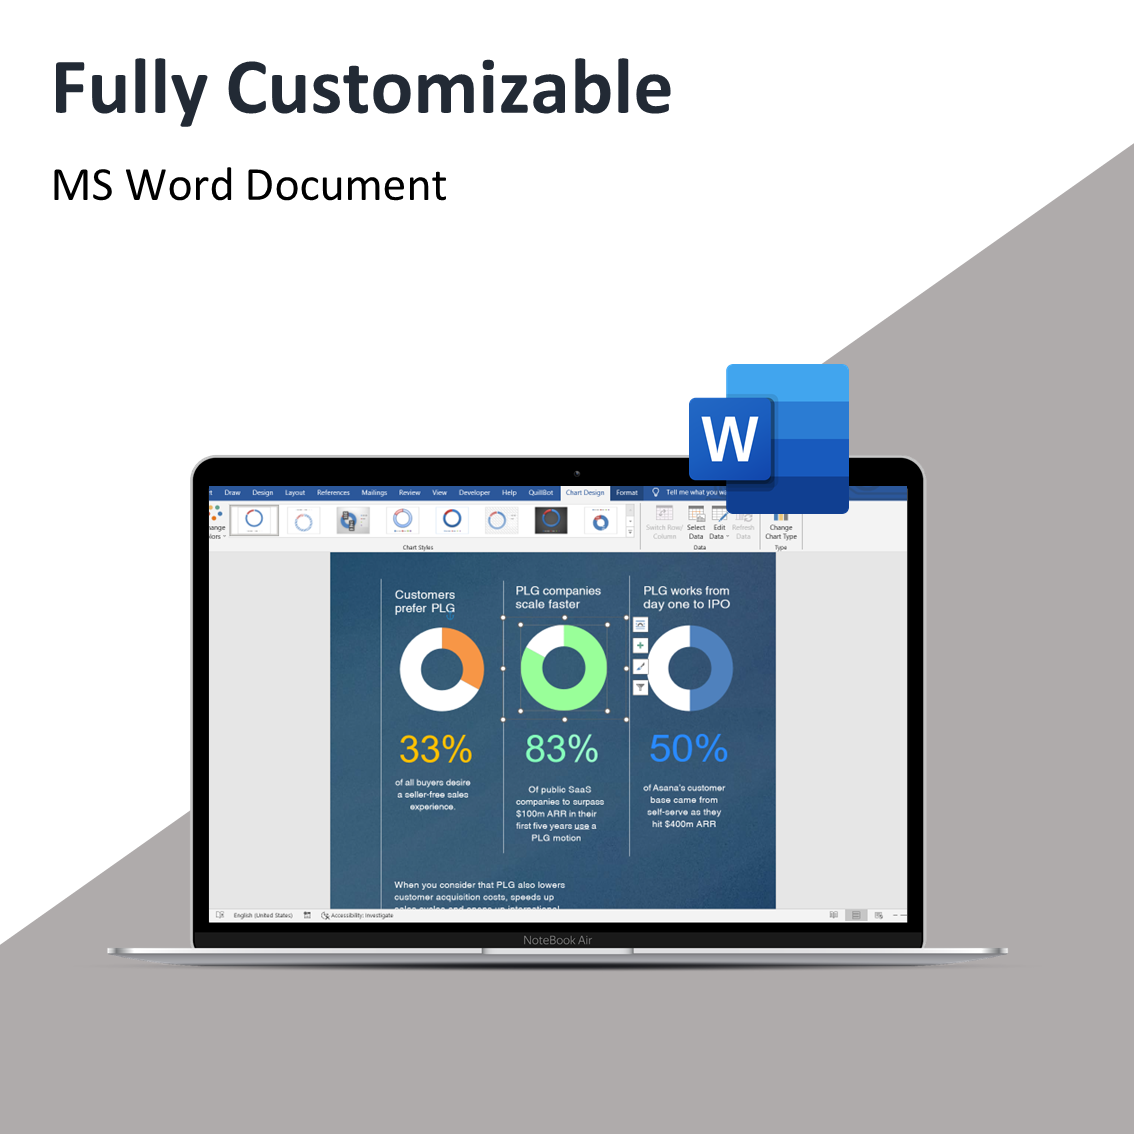 Fully Customizable
MS Word Document
W
Draw Design Layout References Mailings Review View Developer Help QuillBot Chart Design Format Tell me what you wa
Switch Row/ Column
Select Data
Edit Data
Refresh Data
Change Chart Type
Chart Styles
Data
Type
Customers
prefer PLG
33%
of all buyers desire
a seller-free sales
experience.
PLG companies
scale faster
83%
Of public SaaS
companies to surpass
$100m ARR in their
first five years use a
PLG motion
PLG works from
day one to IPO
50%
of Asana's customer
base came from
self-serve as they
hit $400m ARR
When you consider that PLG also lowers
customer acquisition costs, speeds up
English (United States) Accessibility: Investigate
NoteBook Air